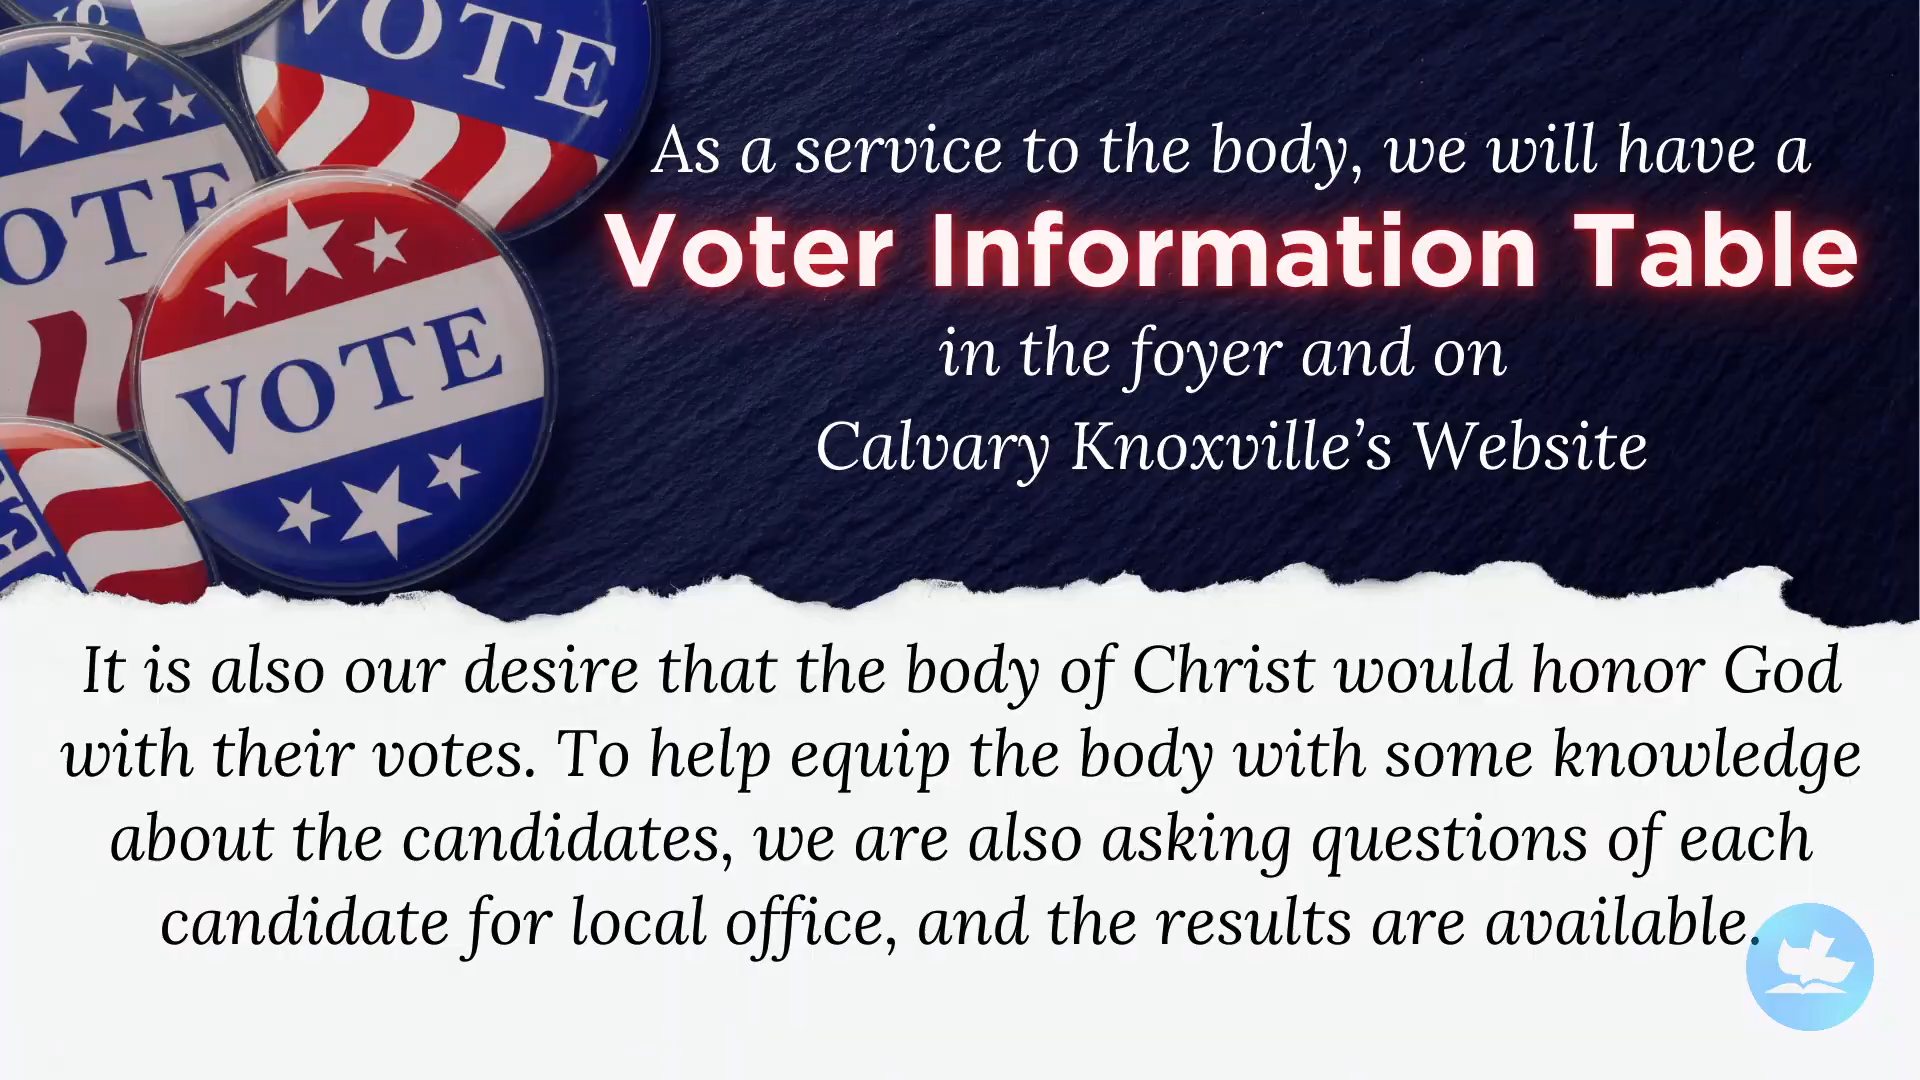 VOTE
OTE
VOTE
As a service to the body, we will have a
Voter Information Table
in the foyer and on
Calvary Knoxville’s Website
It is also our desire that the body of Christ would honor God
with their votes. To help equip the body with some knowledge
about the candidates, we are also asking questions of each
candidate for local office, and the results are available.